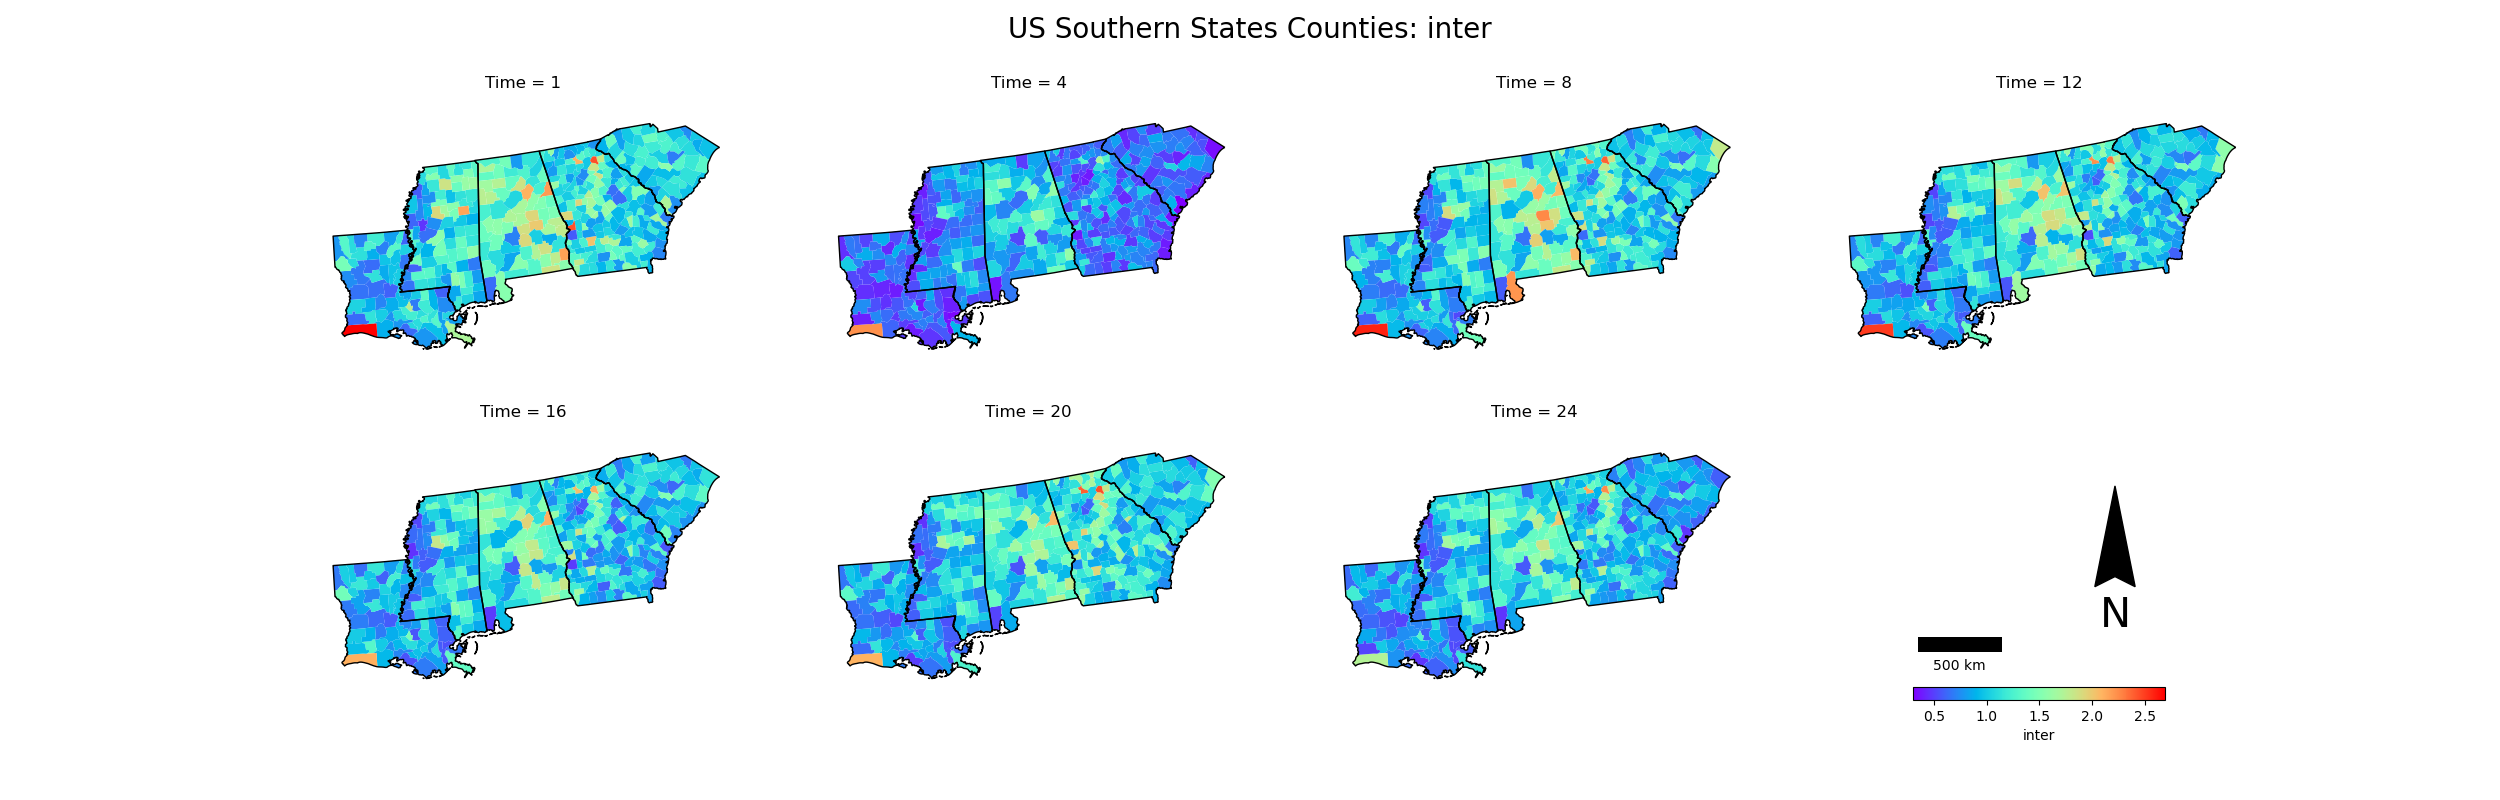 US Southern States Counties: inter
Time = 1
Time = 4
Time = 8
Time = 12
Time = 16
Time = 20
Time = 24
N
500 km
0.5 1.0 1.5 2.0 2.5
inter